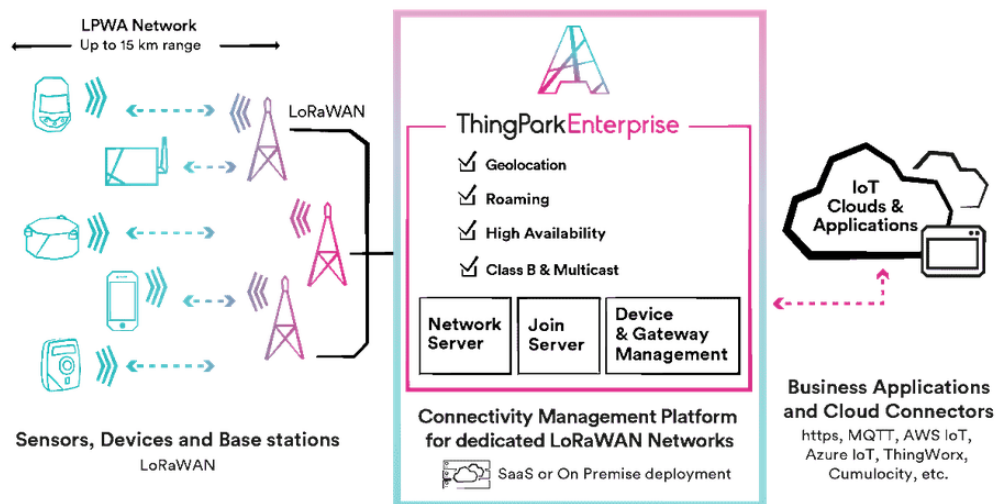 LPWA Network
Up to 15 km range
LoRaWAN
Sensors, Devices and Base stations
LoRaWAN
ThingParkEnterprise
Geolocation
Roaming
High Availability
Class B & Multicast
Network
Server
Join
Server
Device
& Gateway
Management
Connectivity Management Platform
for dedicated LoRaWAN Networks
SaaS or On Premise deployment
IoT
Clouds &
Applications
Business Applications
and Cloud Connectors
https, MQTT, AWS IoT,
Azure IoT, ThingWorx,
Cumulocity, etc.